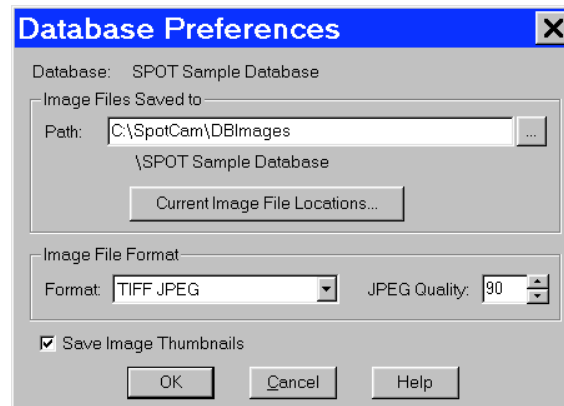 Database Preferences
Database: SPOT Sample Database
Image Files Saved to
Path: C:\SpotCam\DBImages ...
\SPOT Sample Database
Current Image File Locations...
Image File Format
Format: TIFF JPEG JPEG Quality: 90
Save Image Thumbnails
OK Cancel Help